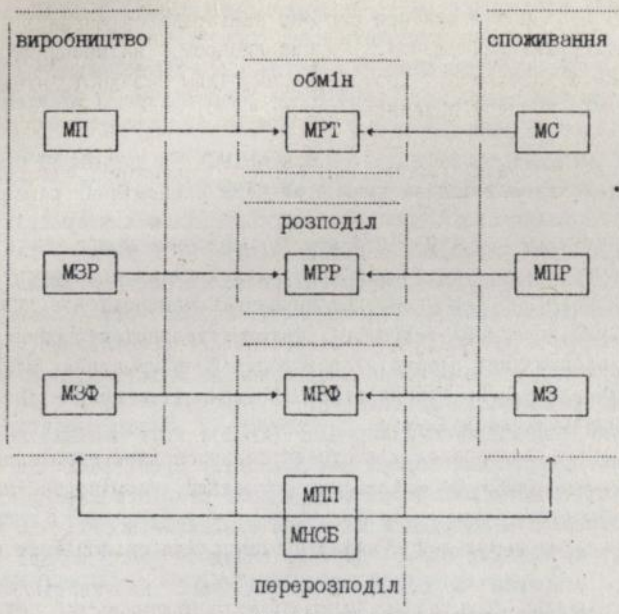 виробництво споживання
обмін
МП МРТ МС
розподіл
МЗР МРР МПР
МЗФ МРФ МЗ
МПП
МНСБ
перерозподіл